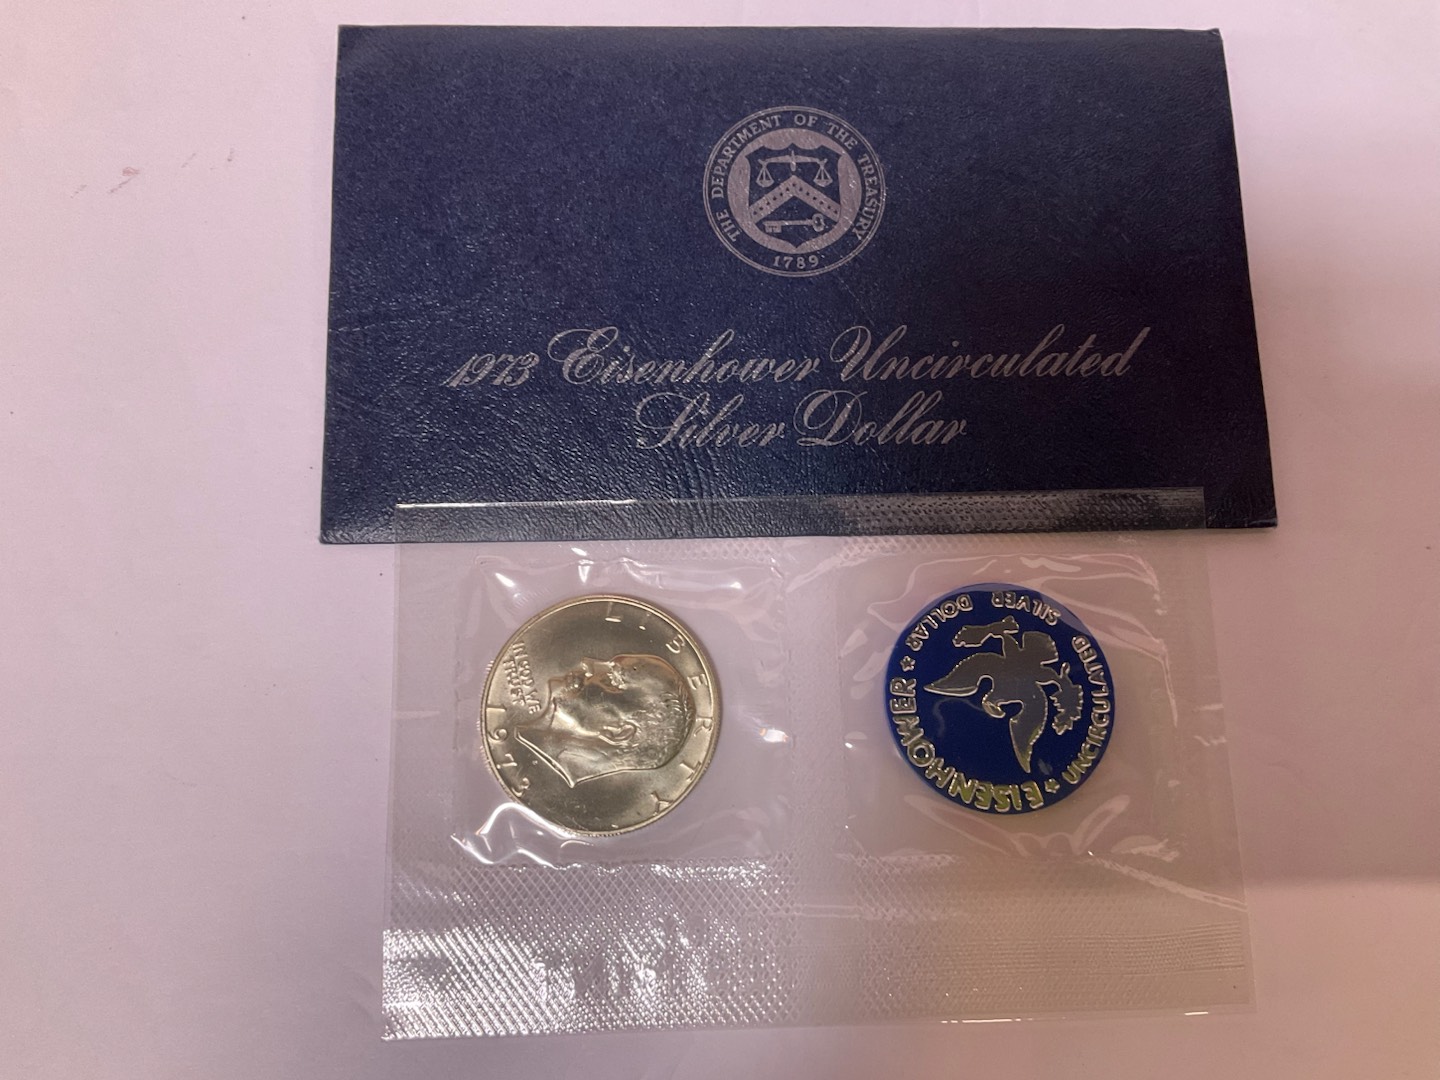 THE DEPARTMENT OF THE TREASURY
1789
1973 Eisenhower Uncirculated
Silver Dollar
LIBERTY
IN GOD WE
TRUST
1973
EISENHOWER
UNCIRCULATED
SILVER DOLLAR